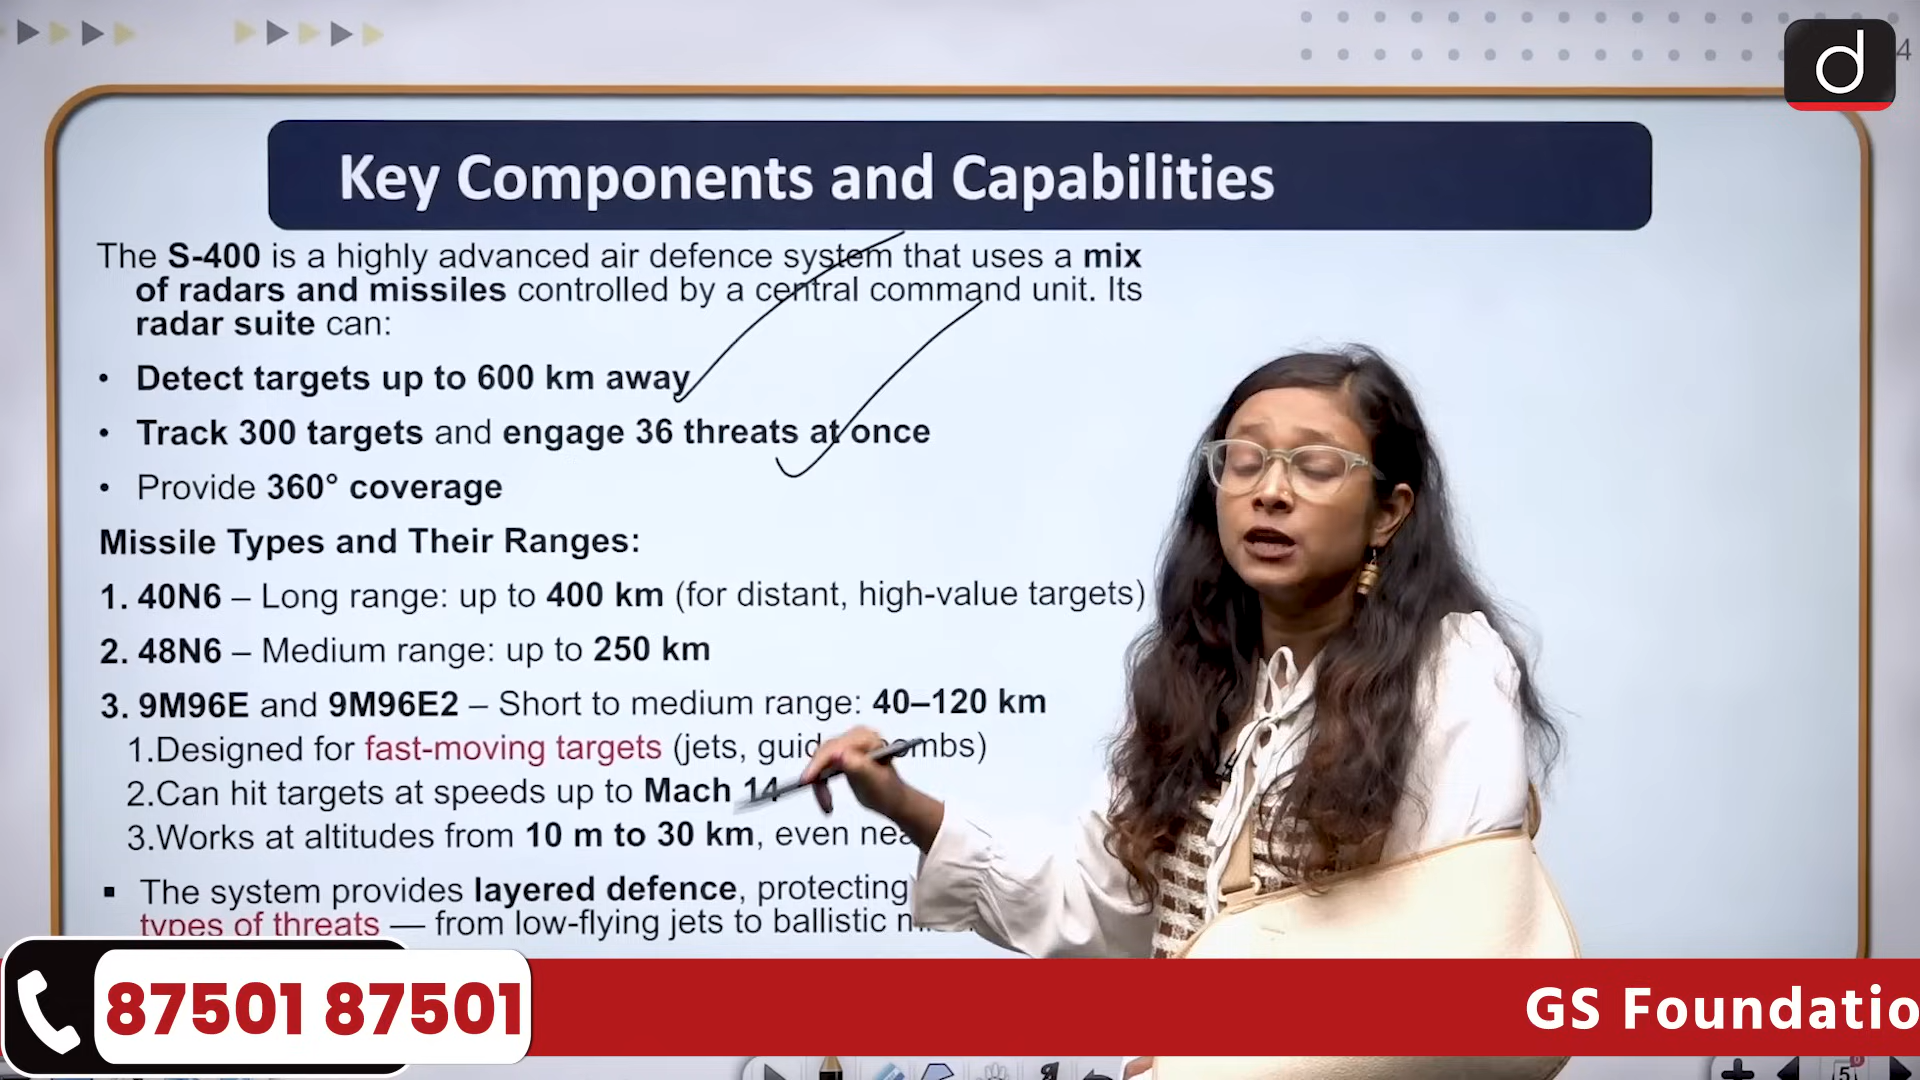 d
4
Key Components and Capabilities
The S-400 is a highly advanced air defence system that uses a mix
of radars and missiles controlled by a central command unit. Its
radar suite can:
• Detect targets up to 600 km away
• Track 300 targets and engage 36 threats at once
• Provide 360° coverage
Missile Types and Their Ranges:
1. 40N6 – Long range: up to 400 km (for distant, high-value targets)
2. 48N6 – Medium range: up to 250 km
3. 9M96E and 9M96E2 – Short to medium range: 40–120 km
1.Designed for fast-moving targets (jets,
2.Can hit targets at speeds up to Mach 14
3.Works at altitudes from 10 m to 30 km, even
▪ The system provides layered defence, protecting
types of threats — from low-flying jets to ballistic
87501 87501
GS Foundatio
5